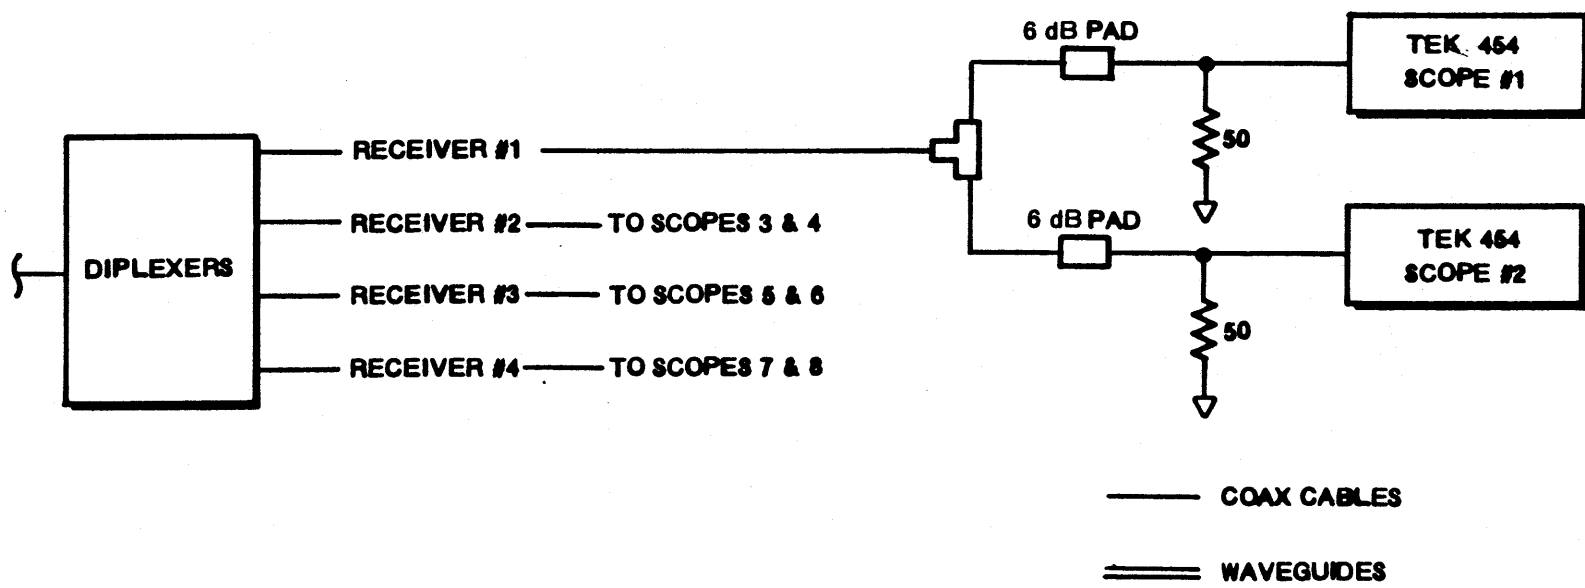 6 dB PAD
TEK 454
SCOPE #1
50
DIPLEXERS
RECEIVER #1
RECEIVER #2
TO SCOPES 3 & 4
RECEIVER #3
TO SCOPES 5 & 6
RECEIVER #4
TO SCOPES 7 & 8
6 dB PAD
TEK 454
SCOPE #2
50
COAX CABLES
WAVEGUIDES